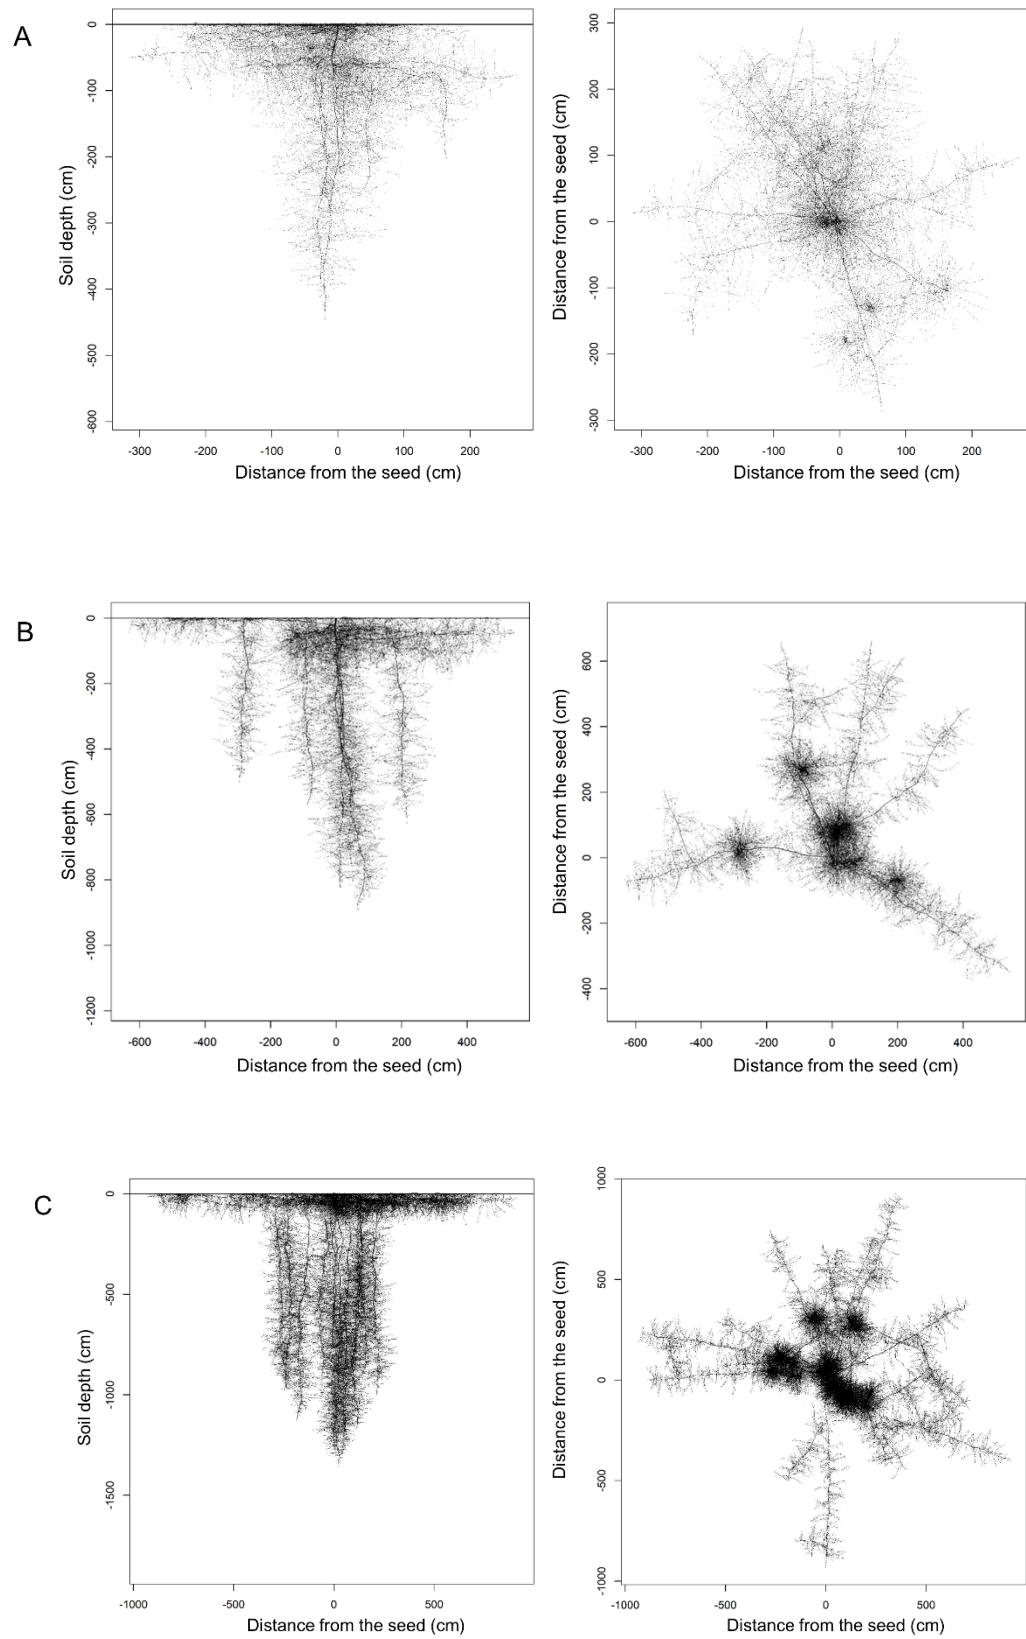 A
0
-100
-200
-300
-400
-500
-600
Soil depth (cm)
-300 -200 -100 0 100 200
Distance from the seed (cm)
300
200
100
0
-100
-200
-300
Distance from the seed (cm)
-300 -200 -100 0 100 200
Distance from the seed (cm)
B
0
-200
-400
-600
-800
-1000
-1200
Soil depth (cm)
-600 -400 -200 0 200 400
Distance from the seed (cm)
600
400
200
0
-200
-400
Distance from the seed (cm)
-600 -400 -200 0 200 400
Distance from the seed (cm)
C
0
-500
-1000
-1500
Soil depth (cm)
-1000 -500 0 500
Distance from the seed (cm)
1000
500
0
-500
-1000
Distance from the seed (cm)
-1000 -500 0 500
Distance from the seed (cm)